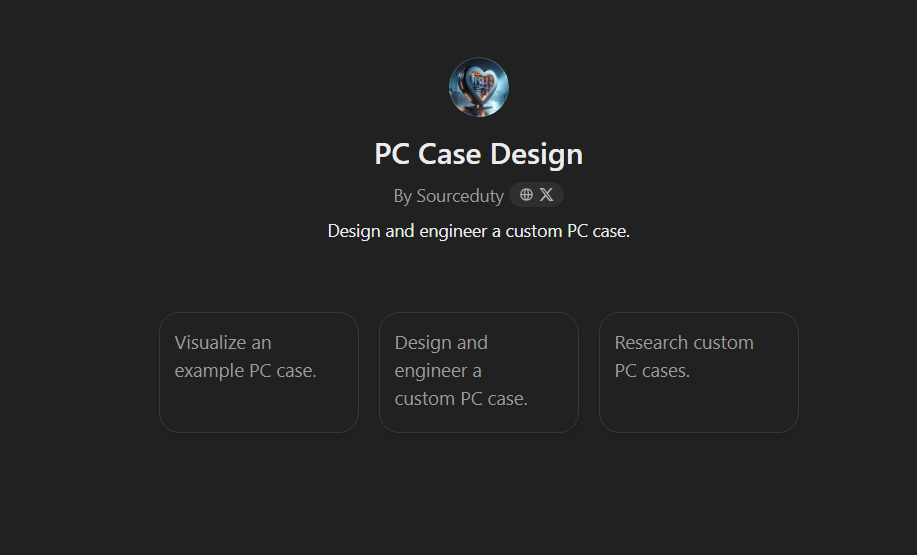 PC Case Design
By Sourceduty
Design and engineer a custom PC case.
Visualize an
example PC case.
Design and
engineer a
custom PC case.
Research custom
PC cases.